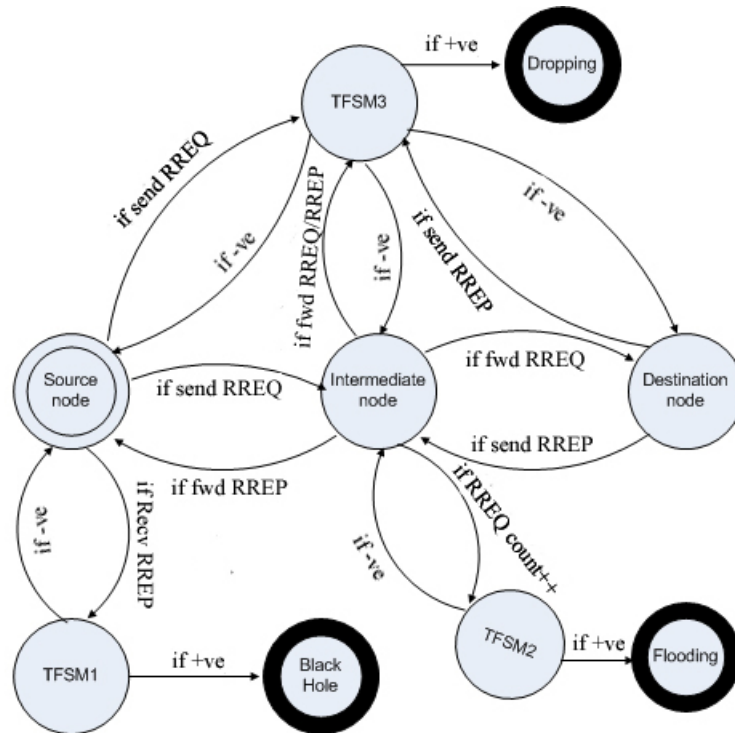 if +ve
Dropping
TFSM3
if send RREQ
if -ve
if fwd RREQ/RREP
if -ve
if send RREP
if -ve
Source
node
if send RREQ
Intermediate
node
if fwd RREQ
Destination
node
if fwd RREP
if send RREP
if -ve
if Recv RREP
if -ve
if RREQ count++
TFSM1
if +ve
Black
Hole
TFSM2
if +ve
Flooding